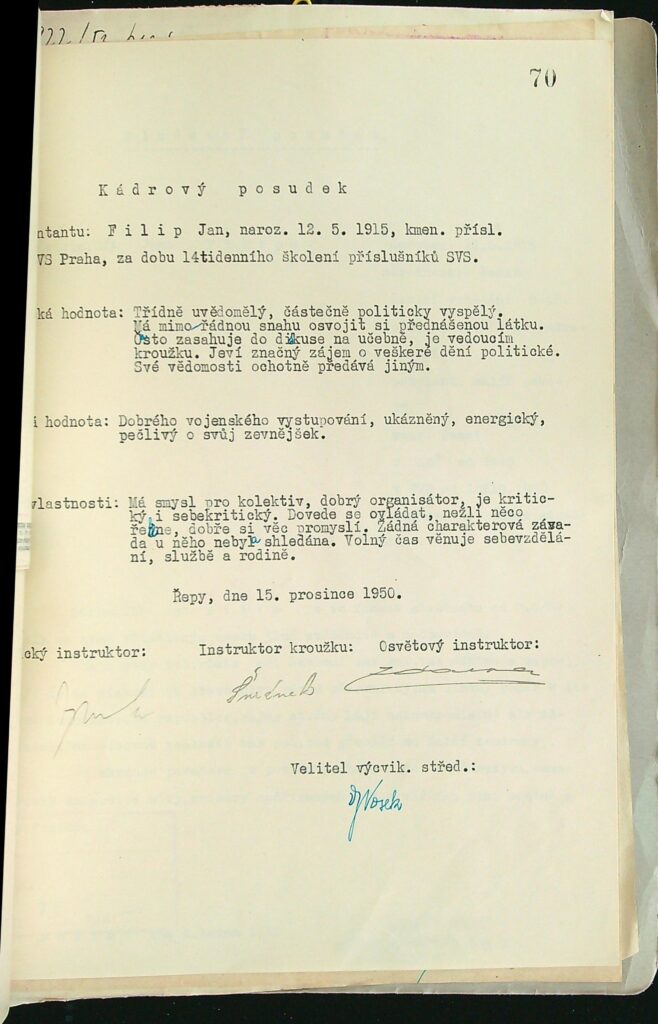 70
Kádrový posudek
ntantu: Filip Jan, naroz. 12. 5. 1915, kmen. přísl.
VS Praha, za dobu 14tidenního školení příslušníků SVS.
ká hodnota: Třídně uvědomělý, částečně politicky vyspělý.
Má mimořádnou snahu osvojit si přednášenou látku.
Často zasahuje do diskuse na učebně, je vedoucím
kroužku. Jeví značný zájem o veškeré dění politické.
Své vědomosti ochotně předává jiným.
i hodnota: Dobrého vojenského vystupování, ukázněný, energický,
pečlivý o svůj zevnějšek.
vlastnosti: Má smysl pro kolektiv, dobrý organisátor, je kritic-
ký i sebekritický. Dovede se ovládat, nežli něco
řekne, dobře si věc promyslí. Žádná charakterová záva-
da u něho nebyla shledána. Volný čas věnuje sebevzdělá-
ní, službě a rodině.
Řepy, dne 15. prosince 1950.
cký instruktor: Instruktor kroužku: Osvětový instruktor:
Velitel výcvik. střed.: